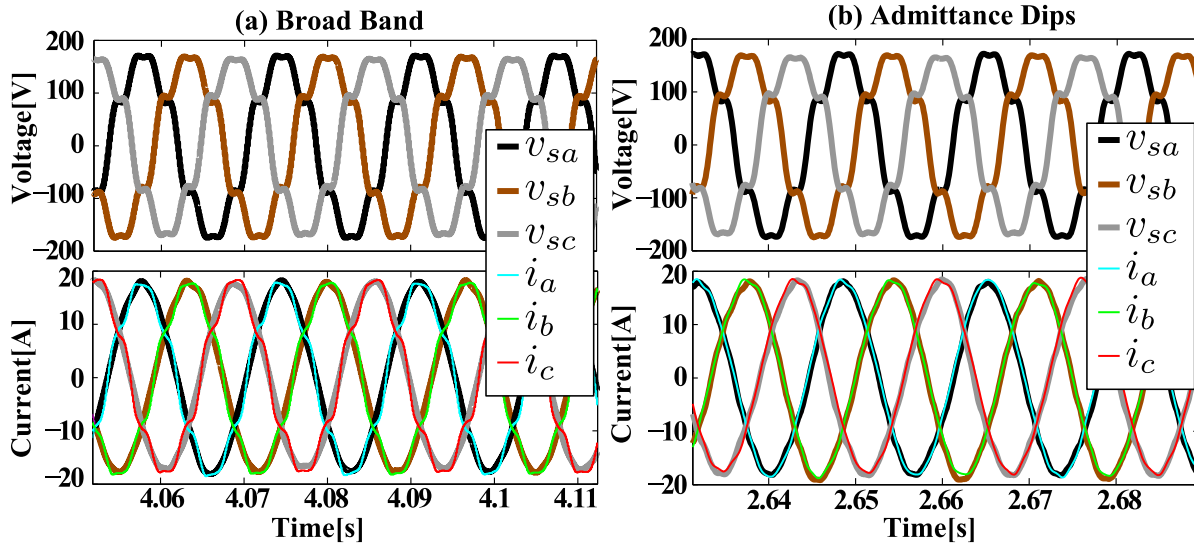 (a) Broad Band
(b) Admittance Dips
Voltage[V]
200
100
0
−100
−200
v_sa
v_sb
v_sc
i_a
i_b
i_c
Current[A]
20
10
0
−10
−20
4.06 4.07 4.08 4.09 4.1 4.11
Time[s]
Voltage[V]
200
100
0
−100
−200
v_sa
v_sb
v_sc
i_a
i_b
i_c
Current[A]
20
10
0
−10
20
2.64 2.65 2.66 2.67 2.68
Time[s]